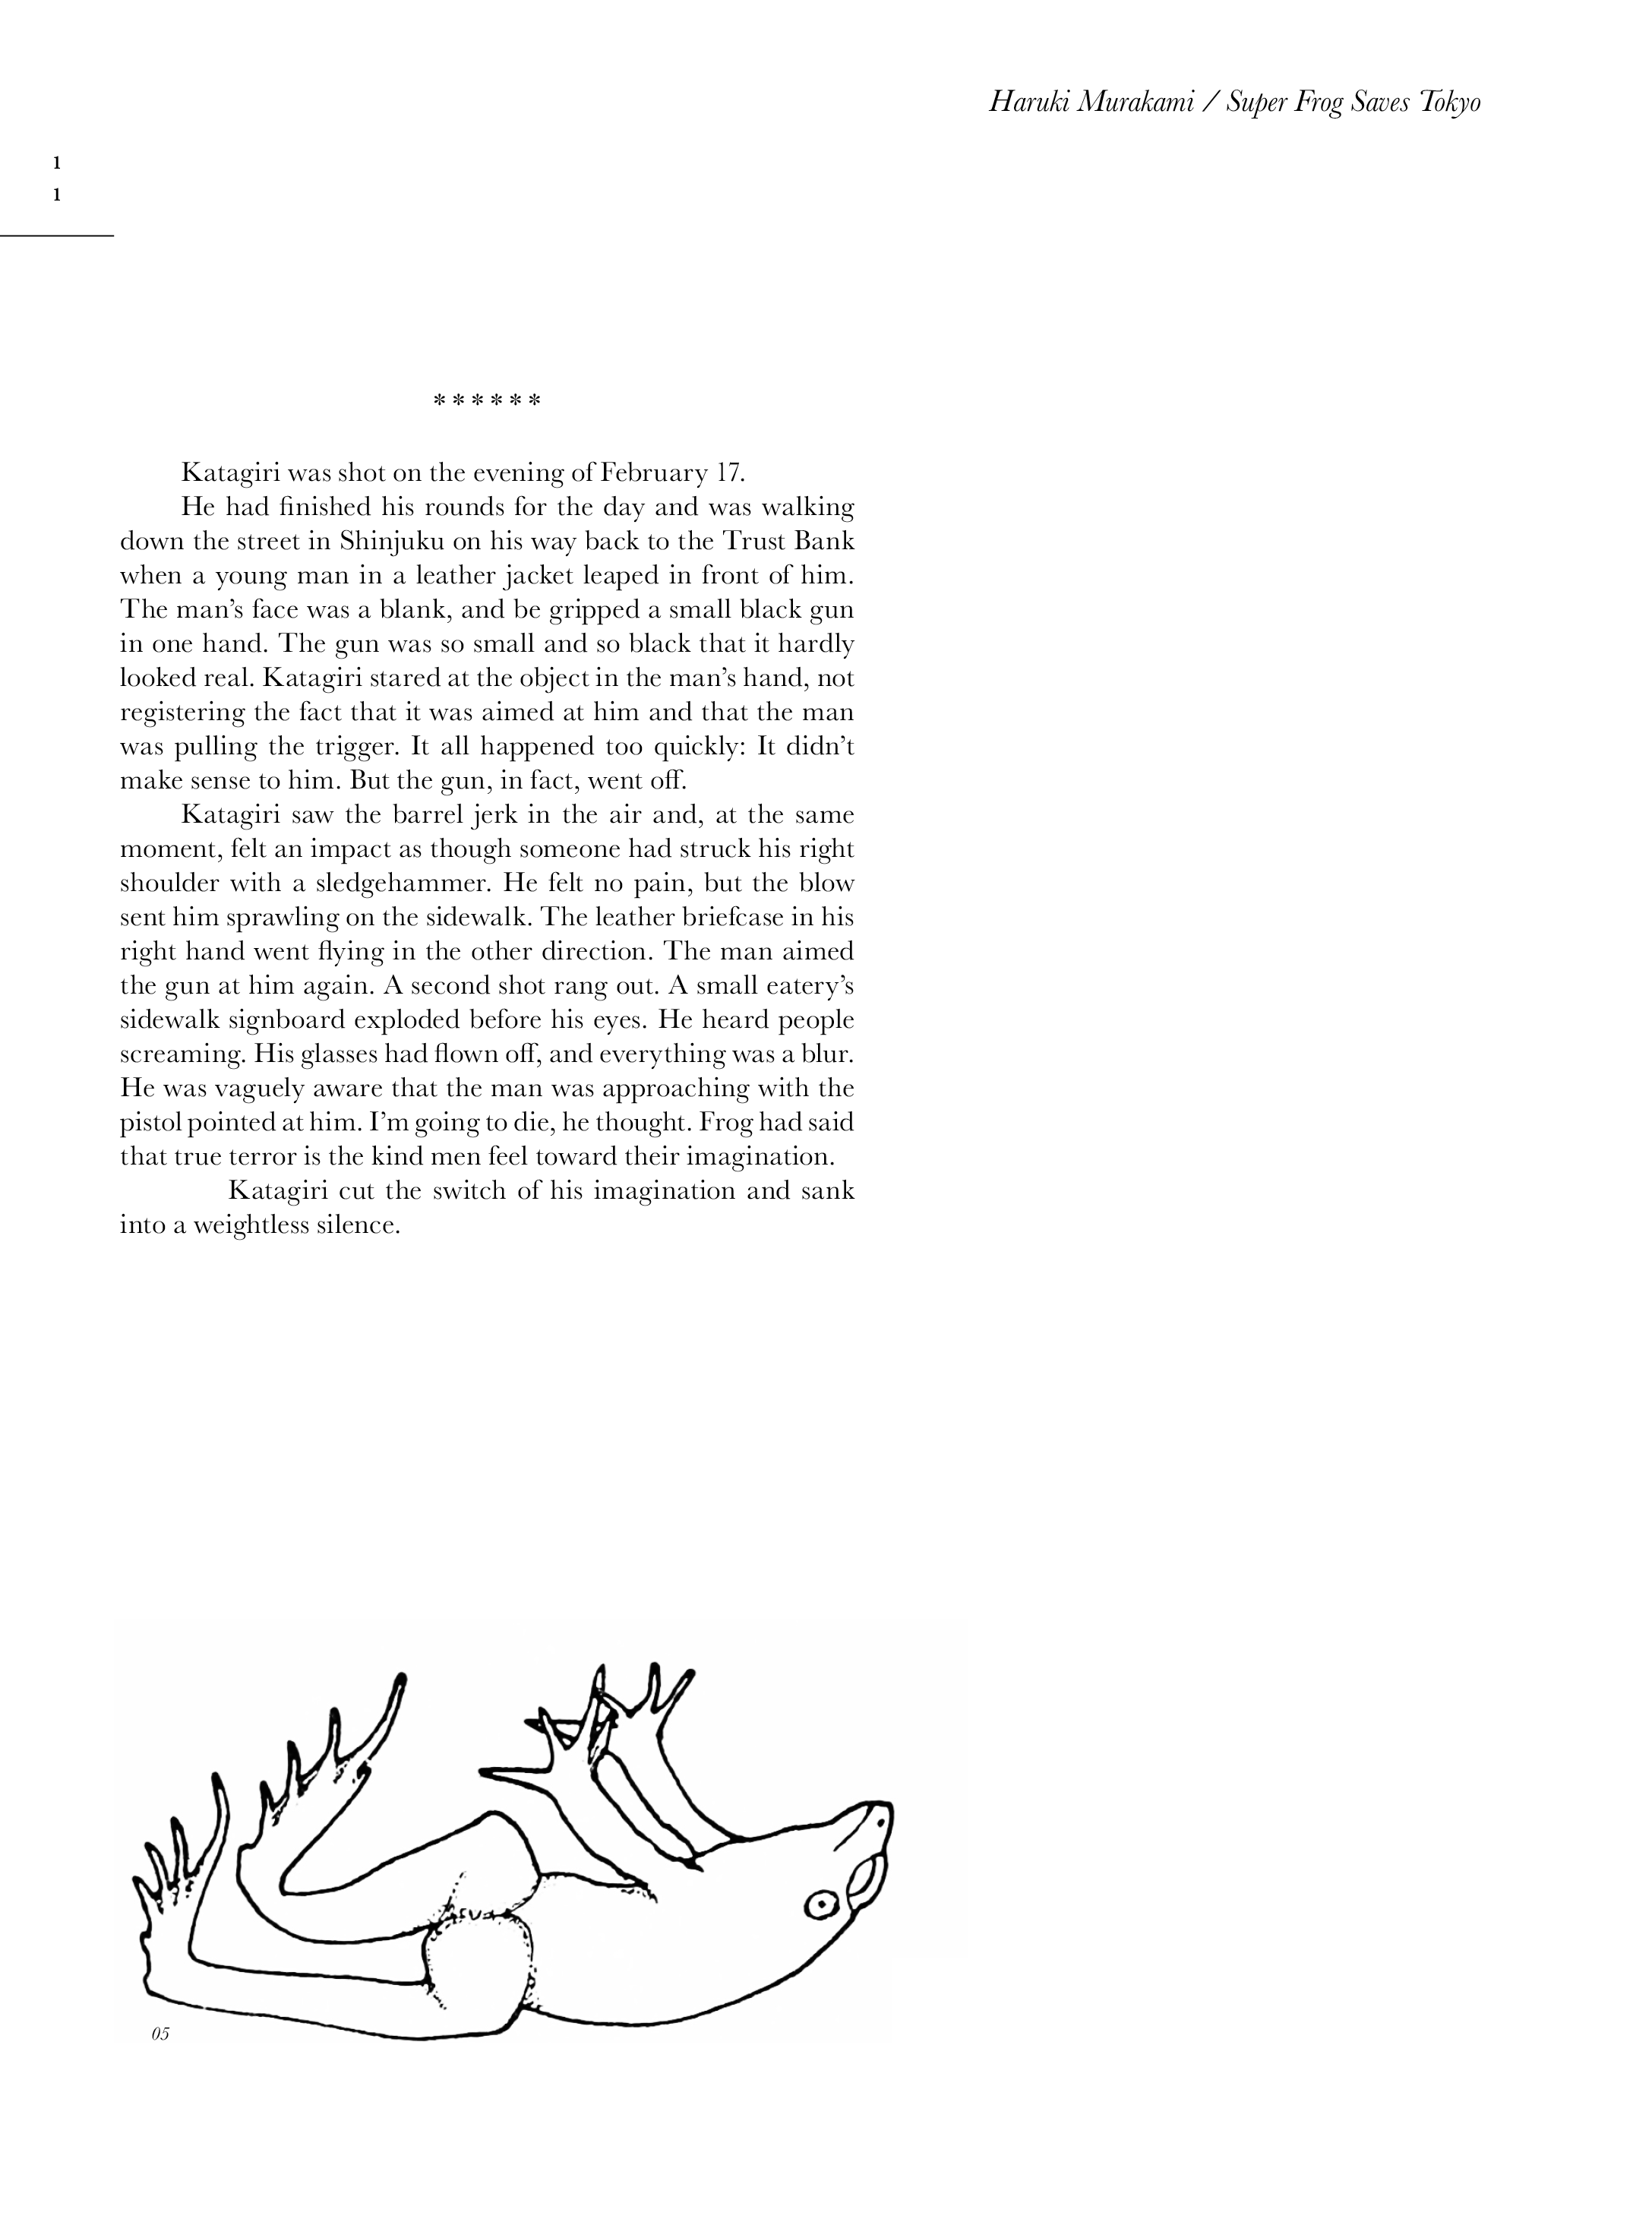 Haruki Murakami / Super Frog Saves Tokyo
1
1
******
Katagiri was shot on the evening of February 17.
He had finished his rounds for the day and was walking
down the street in Shinjuku on his way back to the Trust Bank
when a young man in a leather jacket leaped in front of him.
The man’s face was a blank, and be gripped a small black gun
in one hand. The gun was so small and so black that it hardly
looked real. Katagiri stared at the object in the man’s hand, not
registering the fact that it was aimed at him and that the man
was pulling the trigger. It all happened too quickly: It didn’t
make sense to him. But the gun, in fact, went off.
Katagiri saw the barrel jerk in the air and, at the same
moment, felt an impact as though someone had struck his right
shoulder with a sledgehammer. He felt no pain, but the blow
sent him sprawling on the sidewalk. The leather briefcase in his
right hand went flying in the other direction. The man aimed
the gun at him again. A second shot rang out. A small eatery’s
sidewalk signboard exploded before his eyes. He heard people
screaming. His glasses had flown off, and everything was a blur.
He was vaguely aware that the man was approaching with the
pistol pointed at him. I’m going to die, he thought. Frog had said
that true terror is the kind men feel toward their imagination.
Katagiri cut the switch of his imagination and sank
into a weightless silence.
05